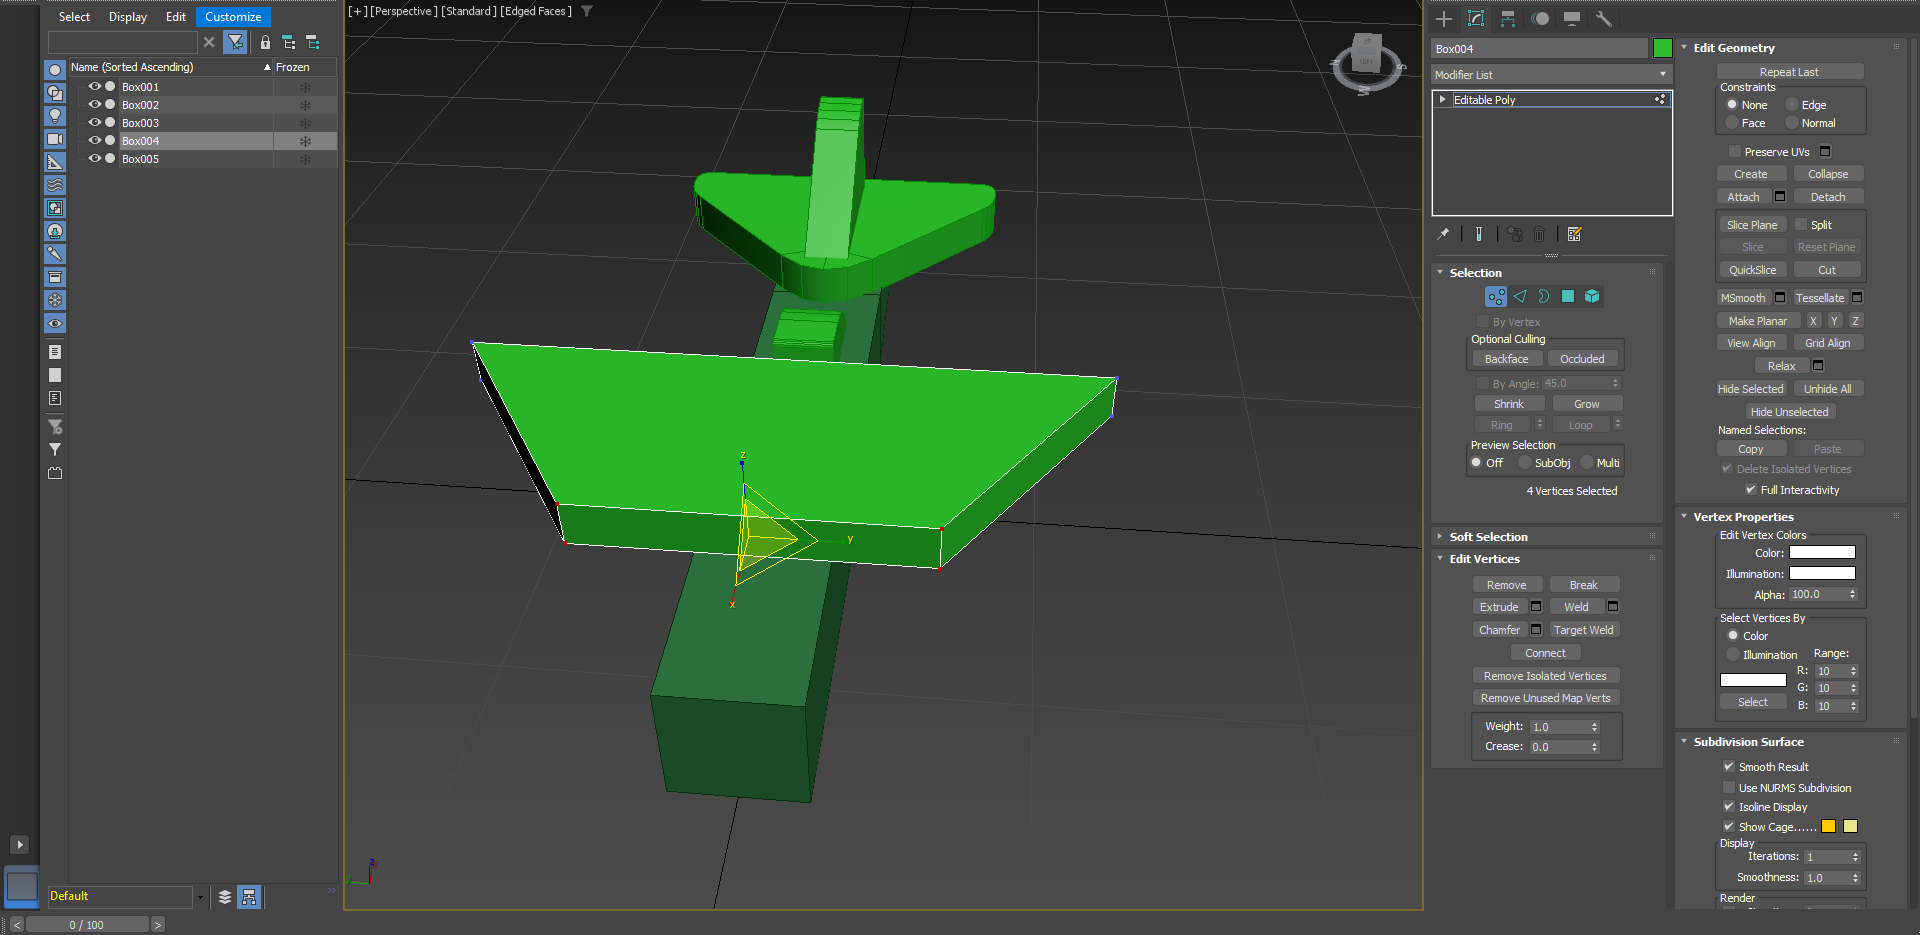 Select Display Edit Customize
[+] [Perspective ] [Standard ] [Edged Faces ]
Name (Sorted Ascending) ▲ Frozen
Box001
Box002
Box003
Box004
Box005
z
y
x
LEFT
z
y
Default
0 / 100
< >
Box004
Modifier List
Editable Poly
Selection
By Vertex
Optional Culling
Backface Occluded
By Angle: 45.0
Shrink Grow
Ring Loop
Preview Selection
Off SubObj Multi
4 Vertices Selected
Soft Selection
Edit Vertices
Remove Break
Extrude Weld
Chamfer Target Weld
Connect
Remove Isolated Vertices
Remove Unused Map Verts
Weight: 1.0
Crease: 0.0
Edit Geometry
Repeat Last
Constraints
None Edge
Face Normal
Preserve UVs
Create Collapse
Attach Detach
Slice Plane Split
Slice Reset Plane
QuickSlice Cut
MSmooth Tessellate
Make Planar X Y Z
View Align Grid Align
Relax
Hide Selected Unhide All
Hide Unselected
Named Selections:
Copy Paste
Delete Isolated Vertices
Full Interactivity
Vertex Properties
Edit Vertex Colors
Color:
Illumination:
Alpha: 100.0
Select Vertices By
Color
Illumination Range:
R: 10
G: 10
Select B: 10
Subdivision Surface
Smooth Result
Use NURMS Subdivision
Isoline Display
Show Cage......
Display
Iterations: 1
Smoothness: 1.0
Render